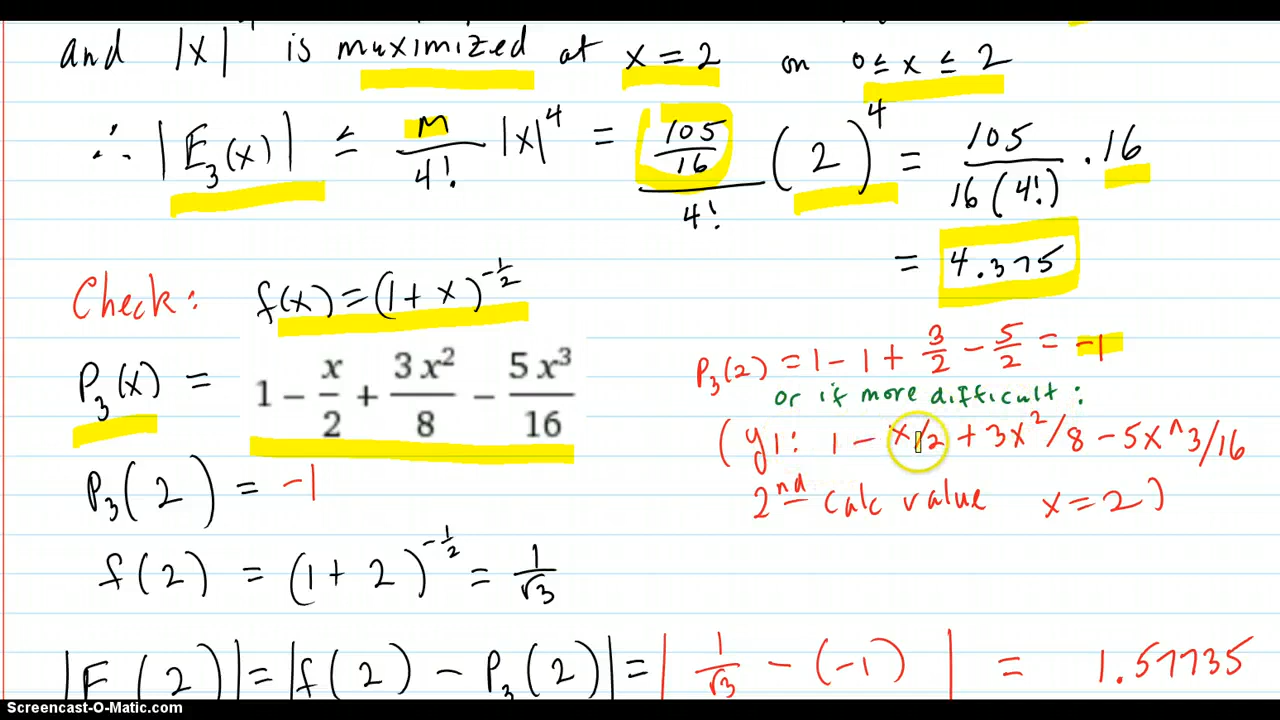 and |x|⁴ is maximized at x = 2 on 0 ≤ x ≤ 2
∴ |E₃(x)| ≤ M/4! |x|⁴ = (105/16)/4! (2)⁴ = 105/16(4!) · 16
= 4.375
Check: f(x) = (1 + x)^(-1/2)
P₃(x) = 1 − x/2 + 3x²/8 − 5x³/16
P₃(2) = 1 − 1 + 3/2 − 5/2 = −1
or if more difficult:
(y1: 1 − x/2 + 3x²/8 − 5x^3/16
2nd calc value x = 2)
P₃(2) = −1
f(2) = (1 + 2)^(-1/2) = 1/√3
|E (2)| = |f(2) − P₃(2)| = |1/√3 − (−1)| = 1.57735
Screencast-O-Matic.com